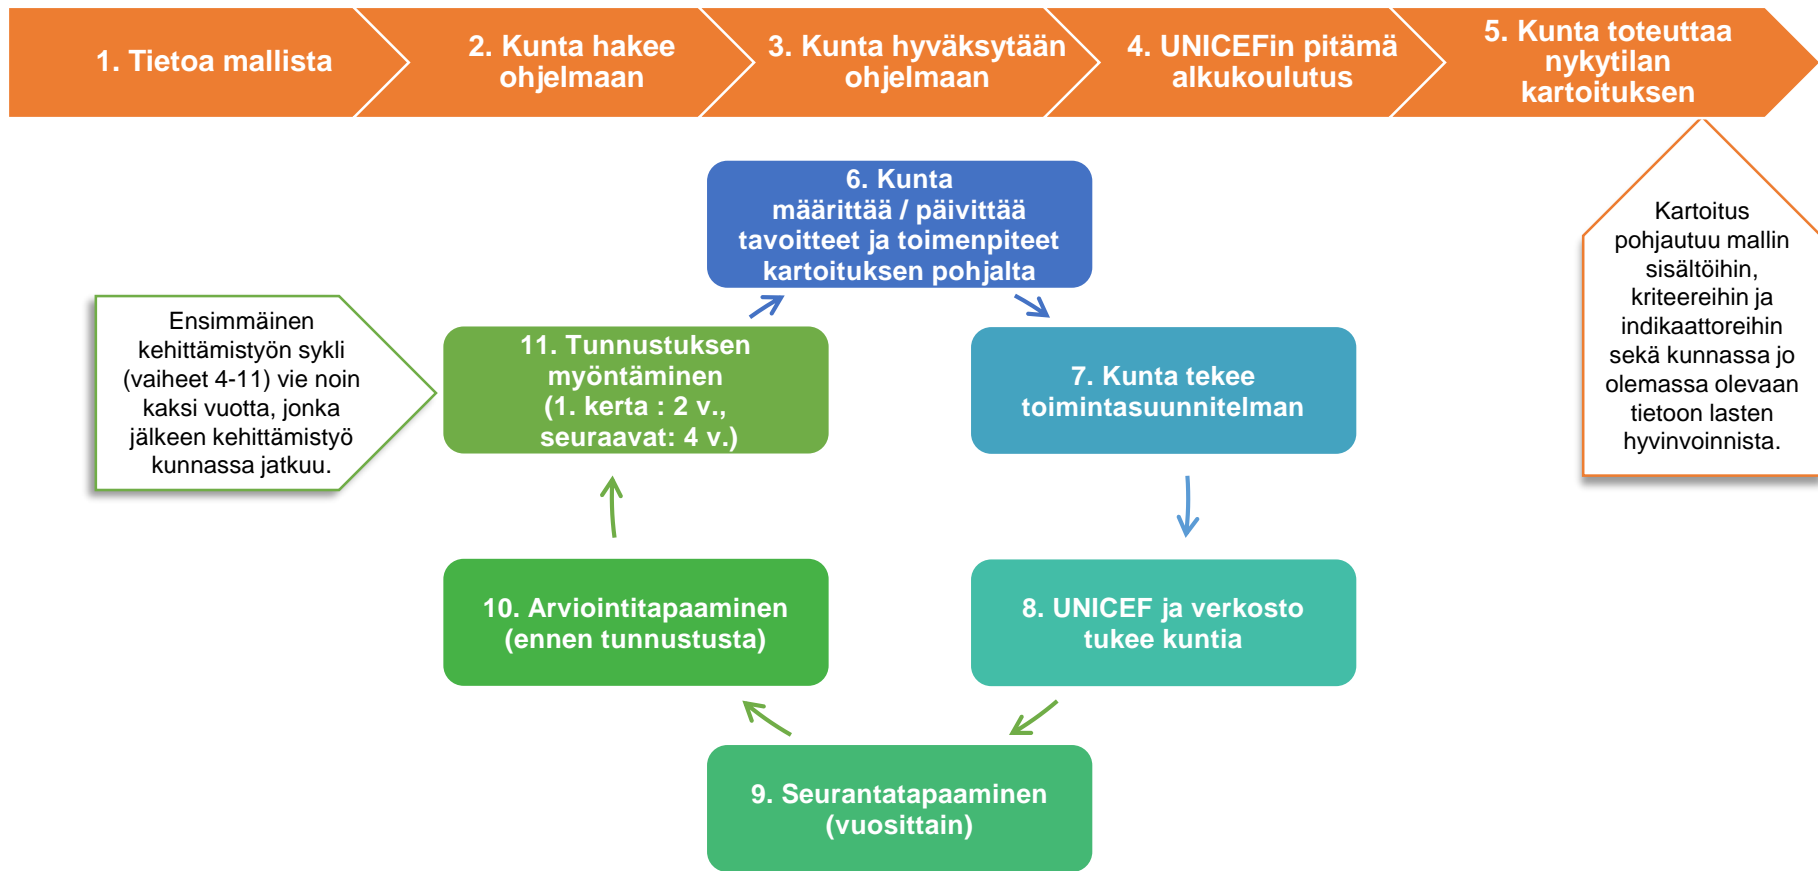 1. Tietoa mallista
2. Kunta hakee
ohjelmaan
3. Kunta hyväksytään
ohjelmaan
4. UNICEFin pitämä
alkukoulutus
5. Kunta toteuttaa
nykytilan
kartoituksen
6. Kunta
määrittää / päivittää
tavoitteet ja toimenpiteet
kartoituksen pohjalta
Kartoitus
pohjautuu mallin
sisältöihin,
kriteereihin ja
indikaattoreihin
sekä kunnassa jo
olemassa olevaan
tietoon lasten
hyvinvoinnista.
Ensimmäinen
kehittämistyön sykli
(vaiheet 4-11) vie noin
kaksi vuotta, jonka
jälkeen kehittämistyö
kunnassa jatkuu.
11. Tunnustuksen
myöntäminen
(1. kerta : 2 v.,
seuraavat: 4 v.)
7. Kunta tekee
toimintasuunnitelman
10. Arviointitapaaminen
(ennen tunnustusta)
8. UNICEF ja verkosto
tukee kuntia
9. Seurantatapaaminen
(vuosittain)